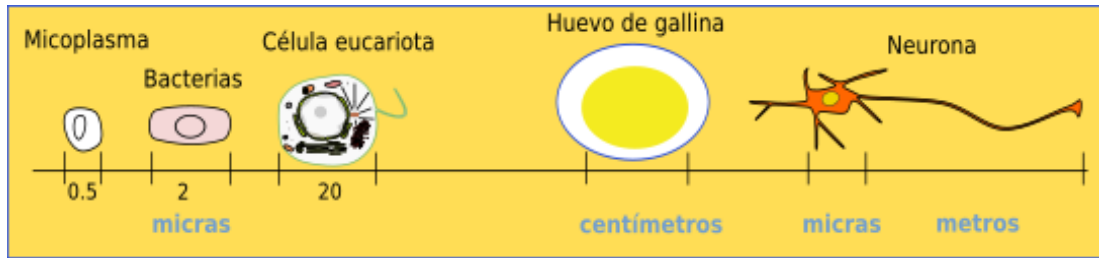 Micoplasma
Bacterias
Célula eucariota
Huevo de gallina
Neurona
0.5
2
20
micras
centímetros
micras
metros